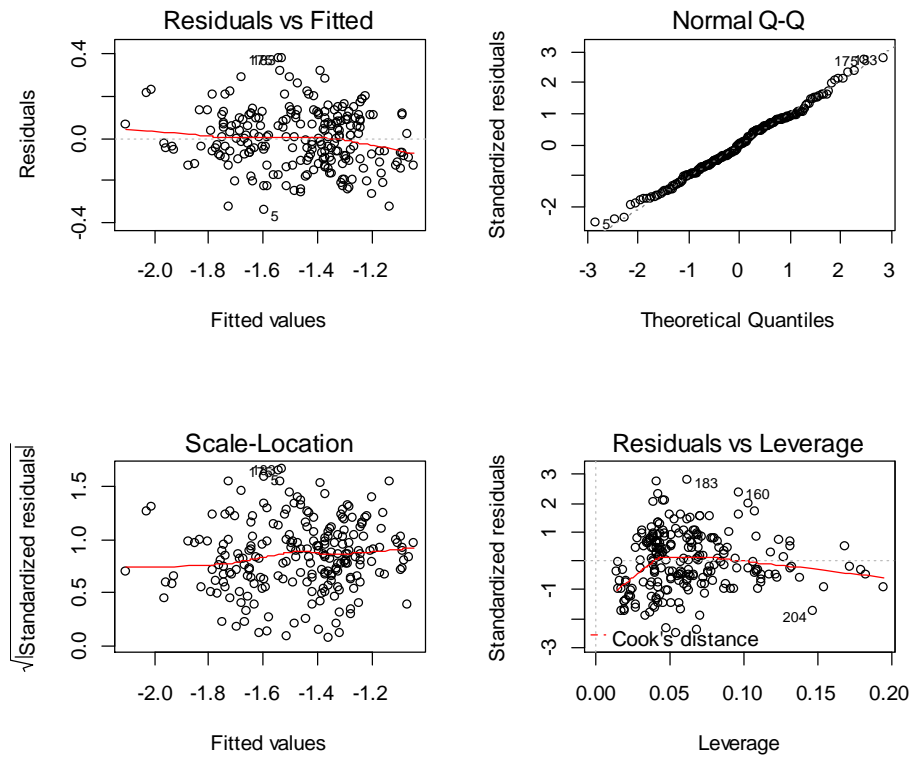 Residuals vs Fitted
Residuals
0.4
0.0
-0.4
5
-2.0 -1.8 -1.6 -1.4 -1.2
Fitted values
Normal Q-Q
Standardized residuals
3
2
1
0
-2
5
-3 -2 -1 0 1 2 3
Theoretical Quantiles
Scale-Location
√|Standardized residuals|
1.5
1.0
0.5
0.0
-2.0 -1.8 -1.6 -1.4 -1.2
Fitted values
Residuals vs Leverage
Standardized residuals
3
2
1
-1
-3
183
160
204
Cook's distance
0.00 0.05 0.10 0.15 0.20
Leverage